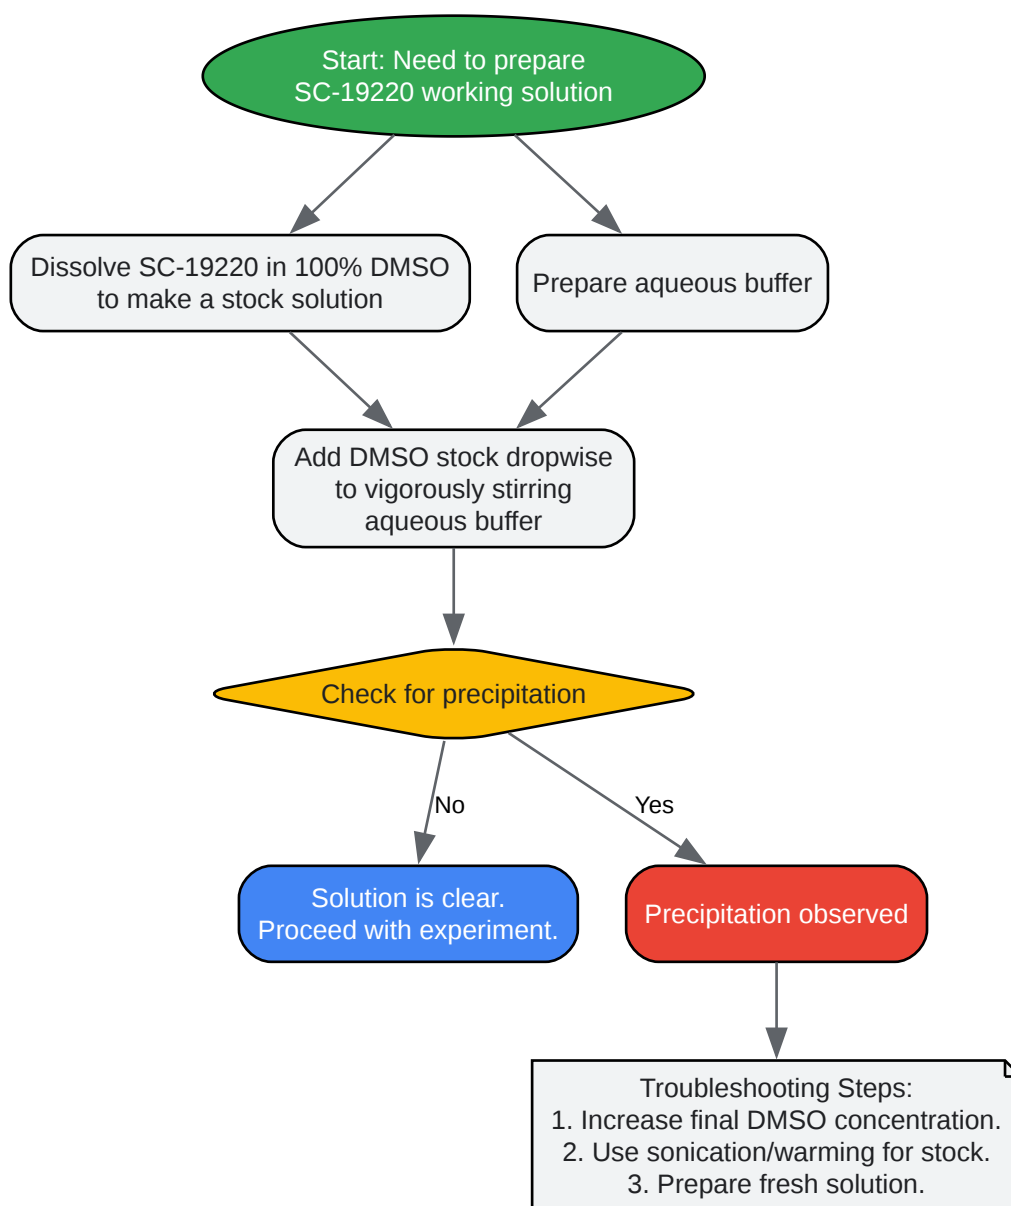 Start: Need to prepare
SC-19220 working solution
Dissolve SC-19220 in 100% DMSO
to make a stock solution
Prepare aqueous buffer
Add DMSO stock dropwise
to vigorously stirring
aqueous buffer
Check for precipitation
No
Yes
Solution is clear.
Proceed with experiment.
Precipitation observed
Troubleshooting Steps:
1. Increase final DMSO concentration.
2. Use sonication/warming for stock.
3. Prepare fresh solution.